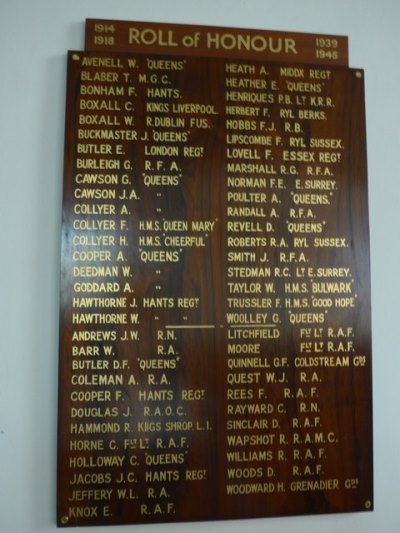 1914
1918
ROLL of HONOUR
1939
1946
AVENELL W. "QUEENS"
BLABER T. M.G.C.
BONHAM F. HANTS.
BOXALL C. KINGS LIVERPOOL.
BOXALL W. R.DUBLIN FUS.
BUCKMASTER J. "QUEENS"
BUTLER E. LONDON REGT
BURLEIGH G. R.F.A.
CAWSON G. "QUEENS"
CAWSON J.A. "
COLLYER A. "
COLLYER F. H.M.S. "QUEEN MARY"
COLLYER H. H.M.S. "CHEERFUL"
COOPER A. "QUEENS"
DEEDMAN W. "
GODDARD A. "
HAWTHORNE J. HANTS REGT
HAWTHORNE W. " "
ANDREWS J.W. R.N.
BARR W. R.A.
BUTLER D.F. "QUEENS"
COLEMAN A. R.A.
COOPER F. HANTS REGT
DOUGLAS J. R.A.O.C.
HAMMOND R. KIIGS SHROP. L.I.
HORNE C. FLT LT R.A.F.
HOLLOWAY C. "QUEENS"
JACOBS J.C. HANTS REGT
JEFFERY W.L. R.A.
KNOX E. R.A.F.
HEATH A. MIDDX REGT
HEATHER E. "QUEENS"
HENRIQUES P.B. LT K.R.R.
HERBERT F. RYL BERKS.
HOBBS F.J. R.B.
LIPSCOMBE F. RYL SUSSEX.
LOVELL F. ESSEX REGT
MARSHALL R.G. R.F.A.
NORMAN F.E. E. SURREY.
POULTER A. "QUEENS."
RANDALL A. R.F.A.
REVELL D. "QUEENS"
ROBERTS R.A. RYL SUSSEX.
SMITH J. R.F.A.
STEDMAN R.C. LT E. SURREY.
TAYLOR W. H.M.S. "BULWARK"
TRUSSLER F. H.M.S. "GOOD HOPE"
WOOLLEY G. "QUEENS"
LITCHFIELD FLT LT R.A.F.
MOORE FLT LT R.A.F.
QUINNELL G.F. COLDSTREAM GDS
QUEST W.J. R.A.
REES F. R.A.F.
RAYWARD C. R.N.
SINCLAIR D. R.A.F.
WAPSHOT R. R.A.M.C.
WILLIAMS R. R.A.F.
WOODS D. R.A.F.
WOODWARD H. GRENADIER GDS